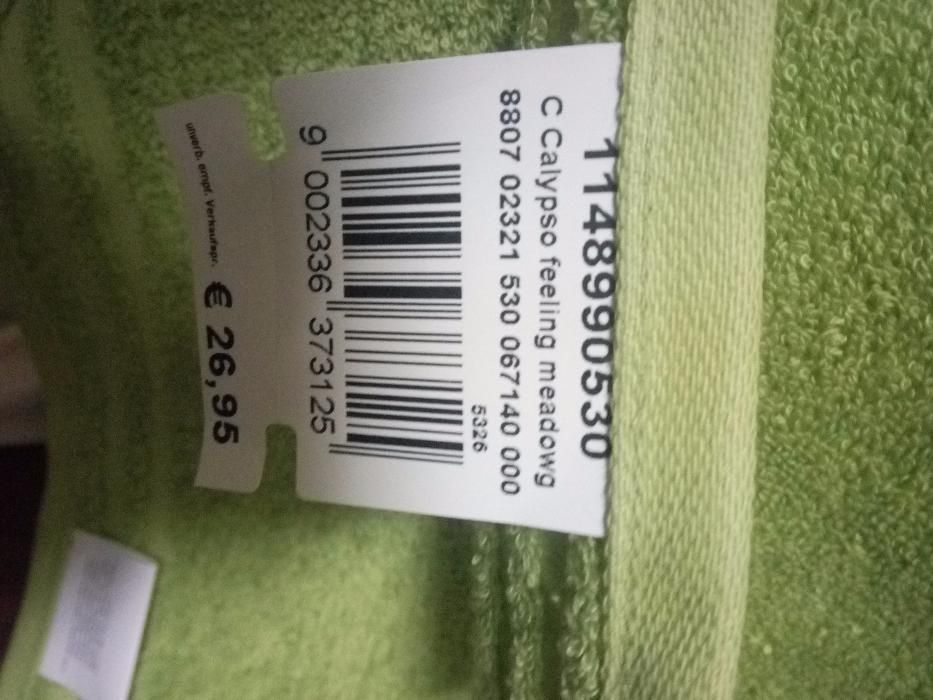 1148990530
C Calypso feeling meadowg
8807 02321 530 067140 000
5326
9 002336 373125
unverb. empf. Verkaufspr. € 26,95